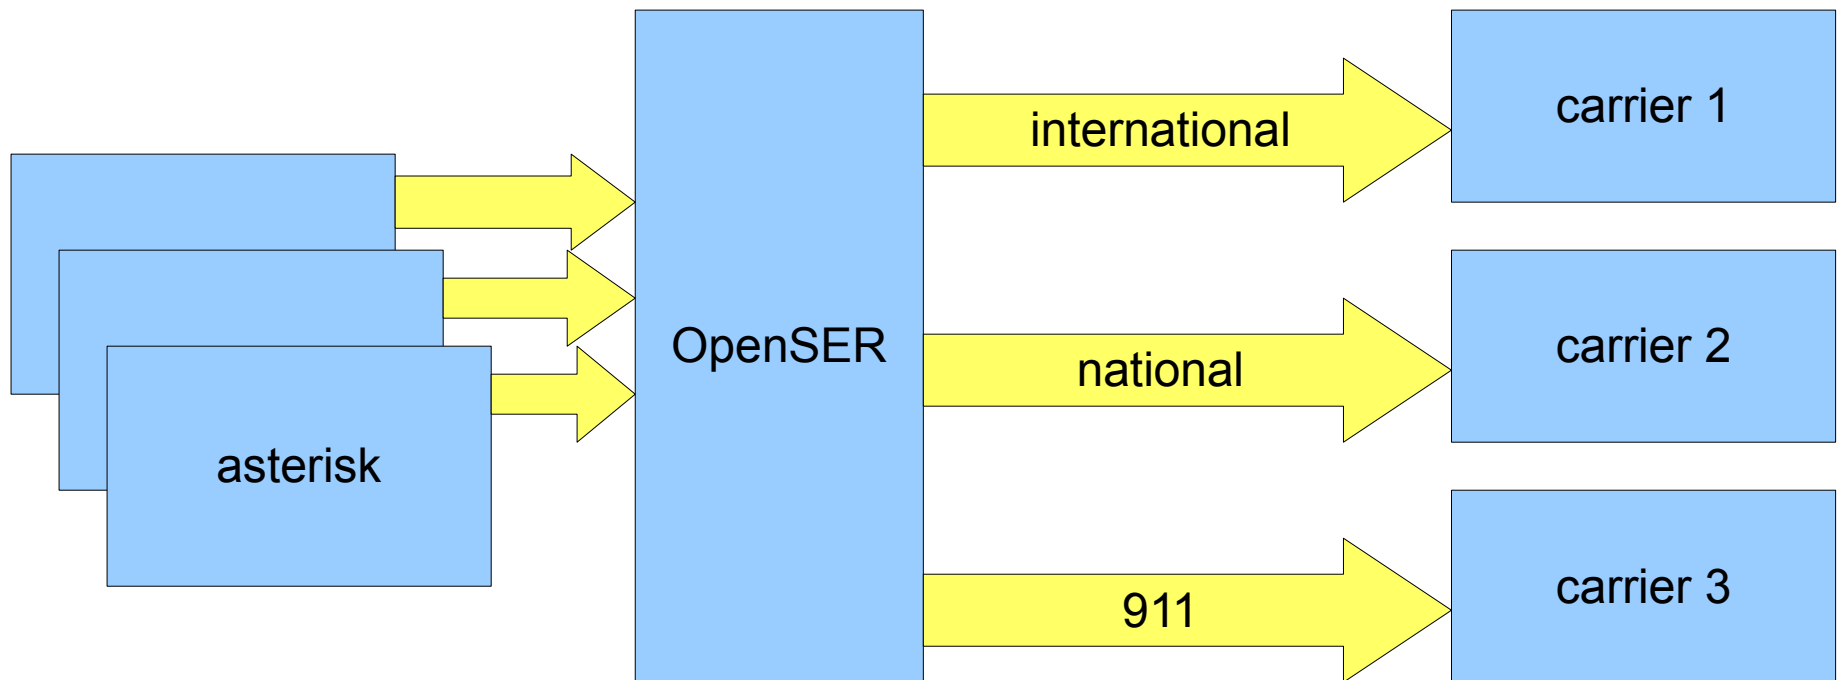 international
carrier 1
asterisk
OpenSER
national
carrier 2
911
carrier 3